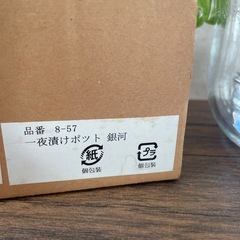 品番 8-57
一夜漬けポット 銀河
紙 プラ
個包装 個包装